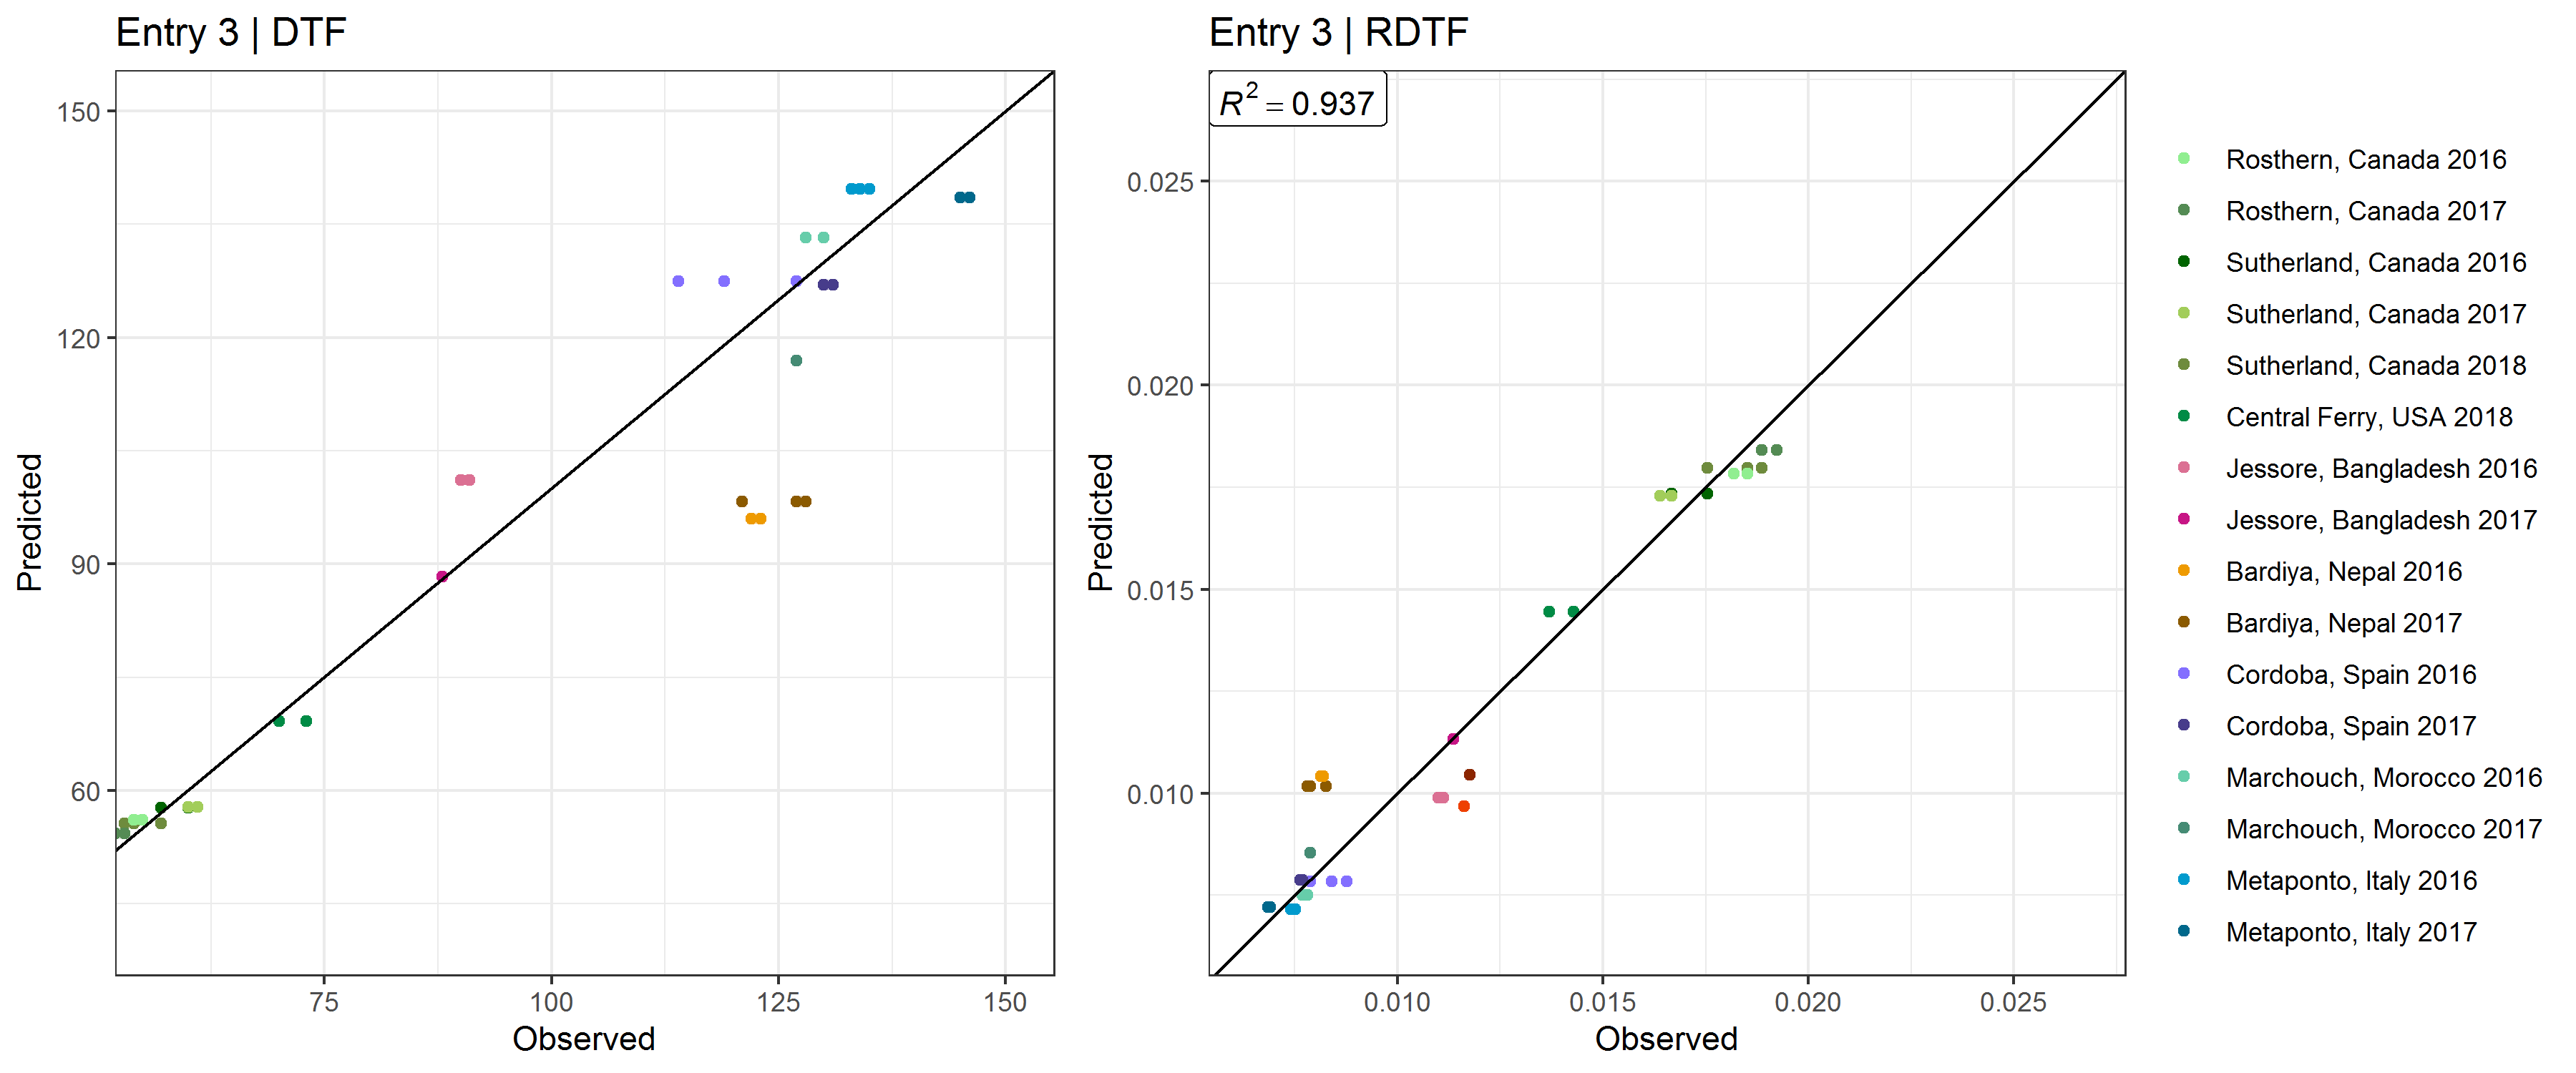 Entry 3 | DTF
Predicted
150
120
90
60
75 100 125 150
Observed
Entry 3 | RDTF
R² = 0.937
Predicted
0.025
0.020
0.015
0.010
0.010 0.015 0.020 0.025
Observed
Rosthern, Canada 2016
Rosthern, Canada 2017
Sutherland, Canada 2016
Sutherland, Canada 2017
Sutherland, Canada 2018
Central Ferry, USA 2018
Jessore, Bangladesh 2016
Jessore, Bangladesh 2017
Bardiya, Nepal 2016
Bardiya, Nepal 2017
Cordoba, Spain 2016
Cordoba, Spain 2017
Marchouch, Morocco 2016
Marchouch, Morocco 2017
Metaponto, Italy 2016
Metaponto, Italy 2017